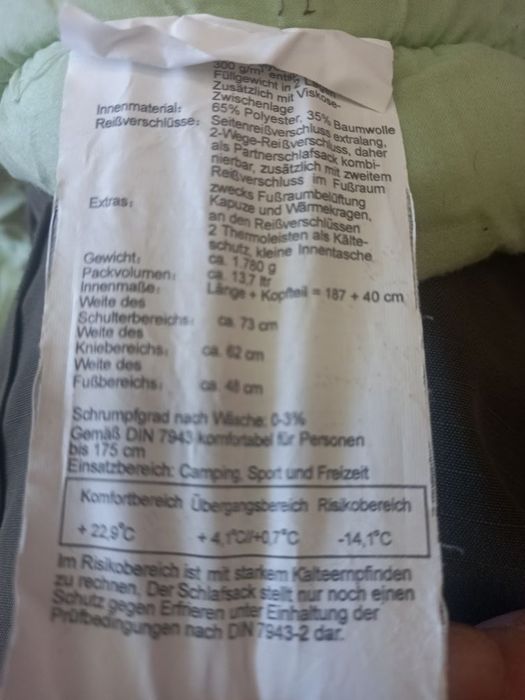 300 g/m²
Füllgewicht in 2
Zusätzlich mit Viskose-
Zwischenlage
Innenmaterial: 65% Polyester, 35% Baumwolle
Reißverschlüsse: Seitenreißverschluss extralang,
2-Wege-Reißverschluss, daher
als Partnerschlafsack kombi-
nierbar, zusätzlich mit zweitem
Reißverschluss im Fußraum
zwecks Fußraumbelüftung
Extras: Kapuze und Wärmekragen,
an den Reißverschlüssen
2 Thermoleisten als Kälte-
schutz, kleine Innentasche
Gewicht: ca. 1.780 g
Packvolumen: ca. 13,7 ltr
Innenmaße: Länge + Kopfteil = 187 + 40 cm
Weite des
Schulterbereichs: ca. 73 cm
Weite des
Kniebereichs: ca. 62 cm
Weite des
Fußbereichs: ca. 48 cm
Schrumpfgrad nach Wäsche: 0-3%
Gemäß DIN 7943 komfortabel für Personen
bis 175 cm
Einsatzbereich: Camping, Sport und Freizeit
Komfortbereich Übergangsbereich Risikobereich
+ 22,9°C + 4,1°C/+0,7°C -14,1°C
Im Risikobereich ist mit starkem Kälteempfinden
zu rechnen. Der Schlafsack stellt nur noch einen
Schutz gegen Erfrieren unter Einhaltung der
Prüfbedingungen nach DIN 7943-2 dar.